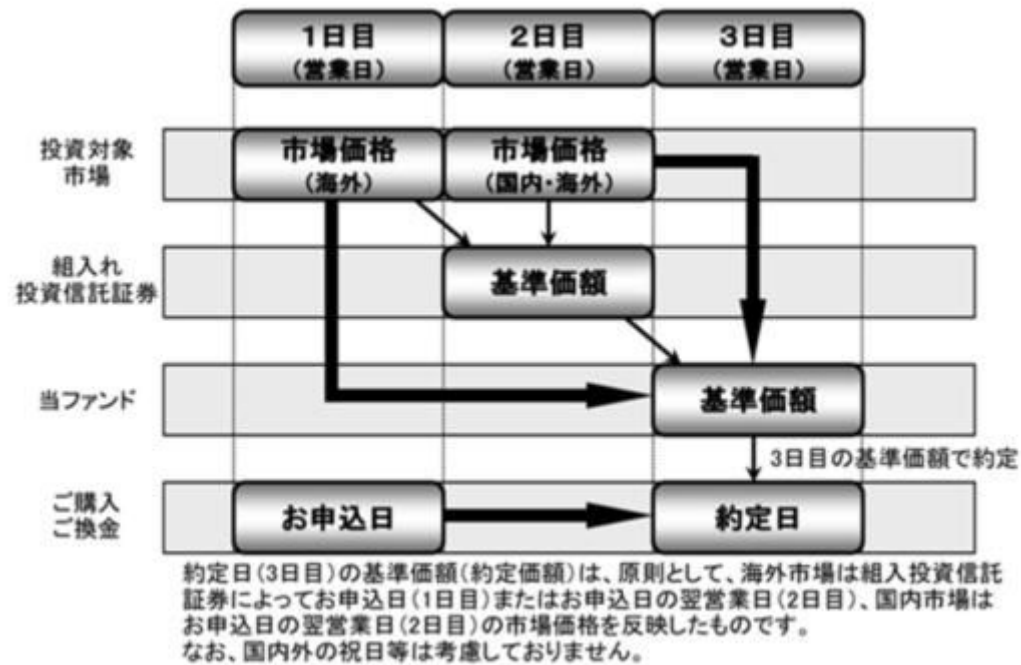 1日目
(営業日)
2日目
(営業日)
3日目
(営業日)
投資対象
市場
市場価格
(海外)
市場価格
(国内・海外)
組入れ
投資信託証券
基準価額
当ファンド
基準価額
3日目の基準価額で約定
ご購入
ご換金
お申込日
約定日
約定日(3日目)の基準価額(約定価額)は、原則として、海外市場は組入投資信託
証券によってお申込日(1日目)またはお申込日の翌営業日(2日目)、国内市場は
お申込日の翌営業日(2日目)の市場価格を反映したものです。
なお、国内外の祝日等は考慮しておりません。